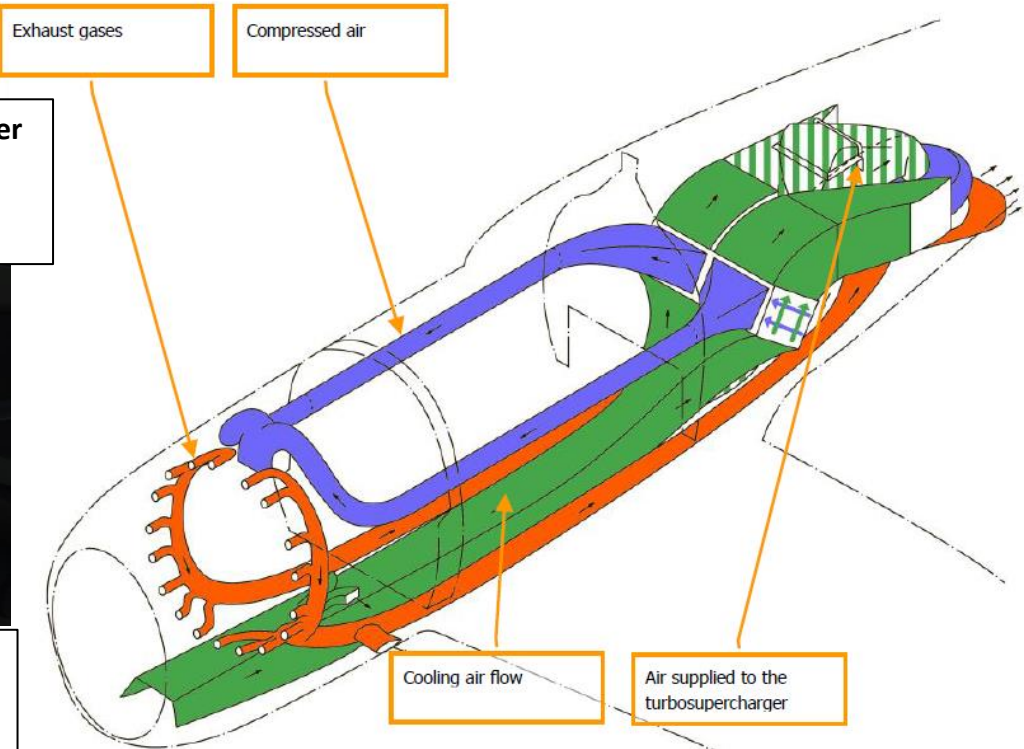 Exhaust gases
Compressed air
er
Cooling air flow
Air supplied to the
turbosupercharger